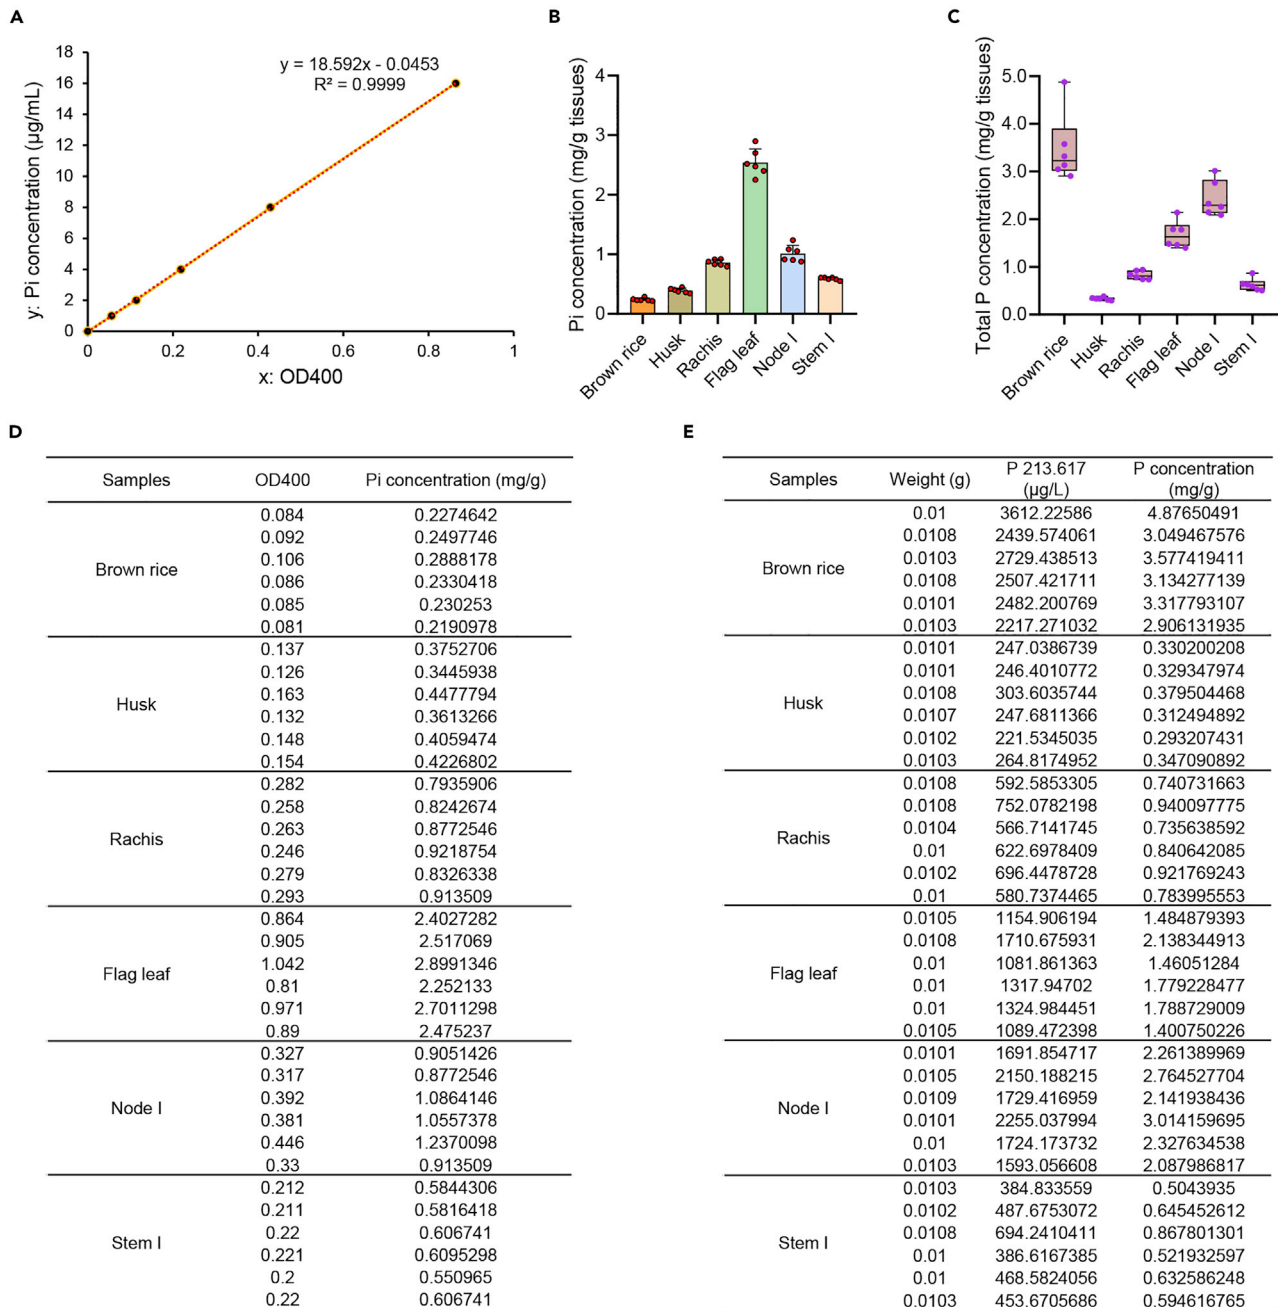 A
y = 18.592x - 0.0453
R² = 0.9999
y: Pi concentration (µg/mL)
18
16
14
12
10
8
6
4
2
0
0 0.2 0.4 0.6 0.8 1
x: OD400
B
Pi concentration (mg/g tissues)
4
3
2
1
0
Brown rice
Husk
Rachis
Flag leaf
Node I
Stem I
C
Total P concentration (mg/g tissues)
5.0
4.0
3.0
2.0
1.0
0.0
Brown rice
Husk
Rachis
Flag leaf
Node I
Stem I
D
Samples OD400 Pi concentration (mg/g)
Brown rice
0.084 0.2274642
0.092 0.2497746
0.106 0.2888178
0.086 0.2330418
0.085 0.230253
0.081 0.2190978
Husk
0.137 0.3752706
0.126 0.3445938
0.163 0.4477794
0.132 0.3613266
0.148 0.4059474
0.154 0.4226802
Rachis
0.282 0.7935906
0.258 0.8242674
0.263 0.8772546
0.246 0.9218754
0.279 0.8326338
0.293 0.913509
Flag leaf
0.864 2.4027282
0.905 2.517069
1.042 2.8991346
0.81 2.252133
0.971 2.7011298
0.89 2.475237
Node I
0.327 0.9051426
0.317 0.8772546
0.392 1.0864146
0.381 1.0557378
0.446 1.2370098
0.33 0.913509
Stem I
0.212 0.5844306
0.211 0.5816418
0.22 0.606741
0.221 0.6095298
0.2 0.550965
0.22 0.606741
E
Samples Weight (g) P 213.617 (µg/L) P concentration (mg/g)
Brown rice
0.01 3612.22586 4.87650491
0.0108 2439.574061 3.049467576
0.0103 2729.438513 3.577419411
0.0108 2507.421711 3.134277139
0.0101 2482.200769 3.317793107
0.0103 2217.271032 2.906131935
Husk
0.0101 247.0386739 0.330200208
0.0101 246.4010772 0.329347974
0.0108 303.6035744 0.379504468
0.0107 247.6811366 0.312494892
0.0102 221.5345035 0.293207431
0.0103 264.8174952 0.347090892
Rachis
0.0108 592.5853305 0.740731663
0.0108 752.0782198 0.940097775
0.0104 566.7141745 0.735638592
0.01 622.6978409 0.840642085
0.0102 696.4478728 0.921769243
0.01 580.7374465 0.783995553
Flag leaf
0.0105 1154.906194 1.484879393
0.0108 1710.675931 2.138344913
0.01 1081.861363 1.46051284
0.01 1317.94702 1.779228477
0.01 1324.984451 1.788729009
0.0105 1089.472398 1.400750226
Node I
0.0101 1691.854717 2.261389969
0.0105 2150.188215 2.764527704
0.0109 1729.416959 2.141938436
0.0101 2255.037994 3.014159695
0.01 1724.173732 2.327634538
0.0103 1593.056608 2.087986817
Stem I
0.0103 384.833559 0.5043935
0.0102 487.6753072 0.645452612
0.0108 694.2410411 0.867801301
0.01 386.6167385 0.521932597
0.01 468.5824056 0.632586248
0.0103 453.6705686 0.594616765